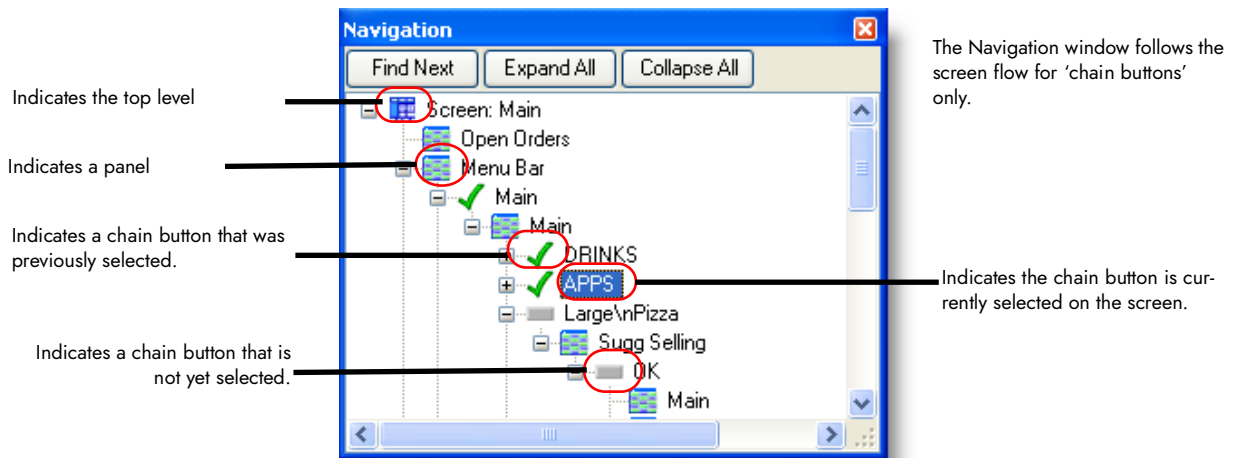 Navigation
Find Next Expand All Collapse All
Screen: Main
Open Orders
Menu Bar
Main
Main
DRINKS
APPS
Large\nPizza
Sugg Selling
OK
Main
Indicates the top level
Indicates a panel
Indicates a chain button that was
previously selected.
Indicates a chain button that is
not yet selected.
The Navigation window follows the
screen flow for ‘chain buttons’
only.
Indicates the chain button is cur-
rently selected on the screen.